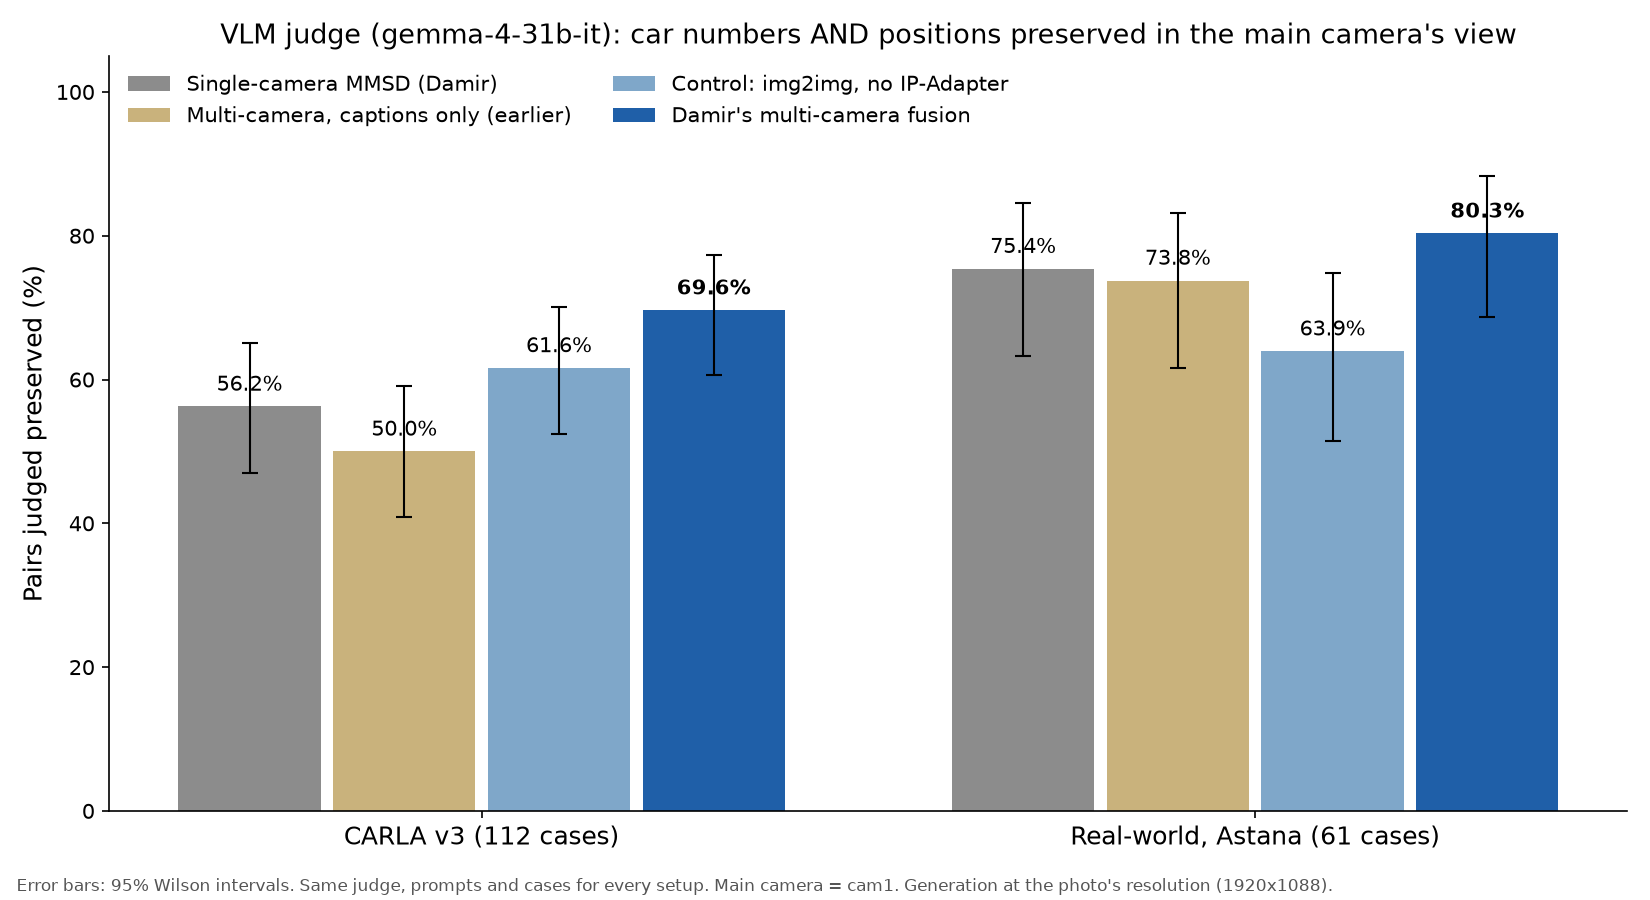 VLM judge (gemma-4-31b-it): car numbers AND positions preserved in the main camera's view
Single-camera MMSD (Damir)
Multi-camera, captions only (earlier)
Control: img2img, no IP-Adapter
Damir's multi-camera fusion
Pairs judged preserved (%)
100
80
60
40
20
0
56.2%
50.0%
61.6%
69.6%
75.4%
73.8%
63.9%
80.3%
CARLA v3 (112 cases)
Real-world, Astana (61 cases)
Error bars: 95% Wilson intervals. Same judge, prompts and cases for every setup. Main camera = cam1. Generation at the photo's resolution (1920x1088).